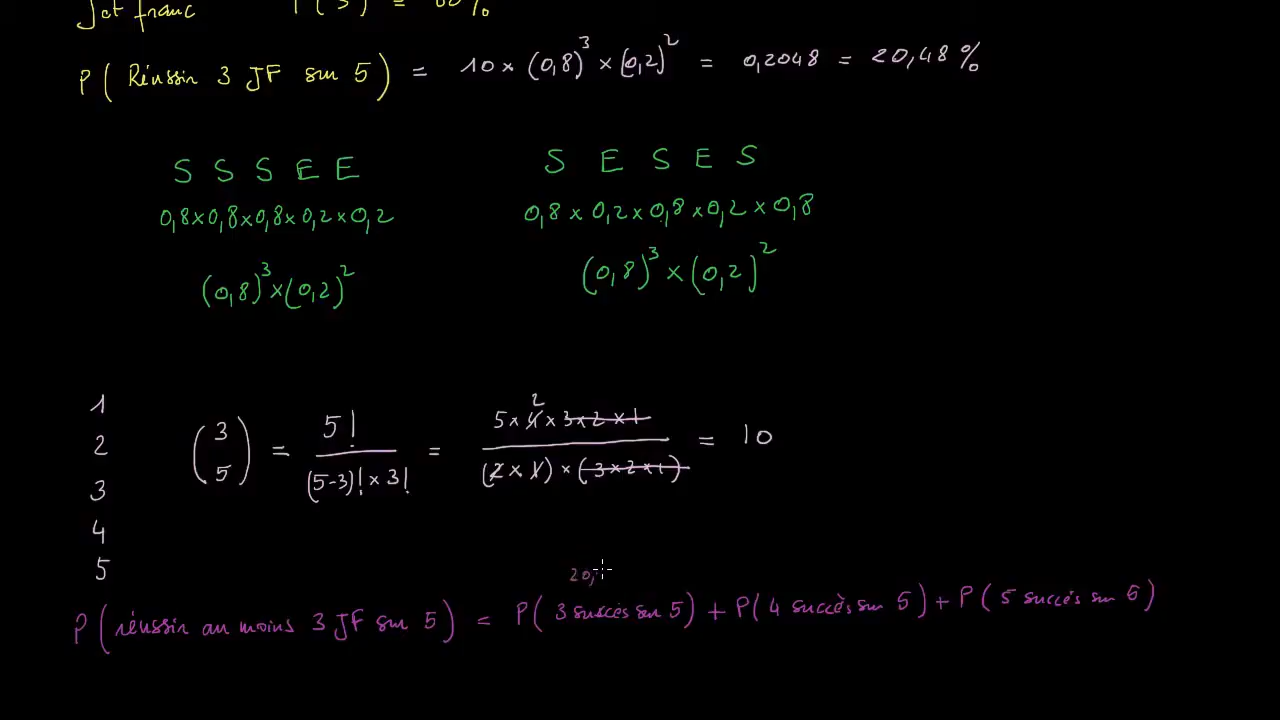 Jet franc P(S) = 80%
P(Réussir 3 JF sur 5) = 10 × (0,8)³ × (0,2)² = 0,2048 = 20,48 %
S S S E E
S E S E S
0,8×0,8×0,8×0,2×0,2
0,8 × 0,2 × 0,8 × 0,2 × 0,8
(0,8)³×(0,2)²
(0,8)³ × (0,2)²
1
2
3
4
5
(3 5) = 5! / (5-3)! × 3! = 5 × 4 2 × 3×2×1 / (2 × 1) × (3×2×1) = 10
20,
P(réussir au moins 3 JF sur 5) = P(3 succès sur 5) + P(4 succès sur 5) + P(5 succès sur 5)